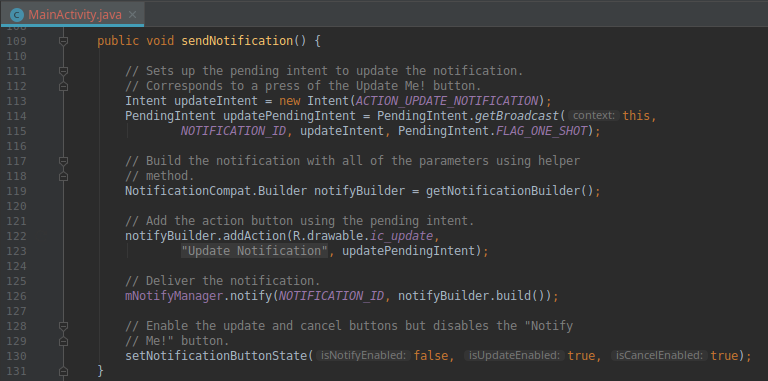 MainActivity.java
108
109 public void sendNotification() {
110
111 // Sets up the pending intent to update the notification.
112 // Corresponds to a press of the Update Me! button.
113 Intent updateIntent = new Intent(ACTION_UPDATE_NOTIFICATION);
114 PendingIntent updatePendingIntent = PendingIntent.getBroadcast( context: this,
115 NOTIFICATION_ID, updateIntent, PendingIntent.FLAG_ONE_SHOT);
116
117 // Build the notification with all of the parameters using helper
118 // method.
119 NotificationCompat.Builder notifyBuilder = getNotificationBuilder();
120
121 // Add the action button using the pending intent.
122 notifyBuilder.addAction(R.drawable.ic_update,
123 "Update Notification", updatePendingIntent);
124
125 // Deliver the notification.
126 mNotifyManager.notify(NOTIFICATION_ID, notifyBuilder.build());
127
128 // Enable the update and cancel buttons but disables the "Notify
129 // Me!" button.
130 setNotificationButtonState( isNotifyEnabled: false, isUpdateEnabled: true, isCancelEnabled: true);
131 }